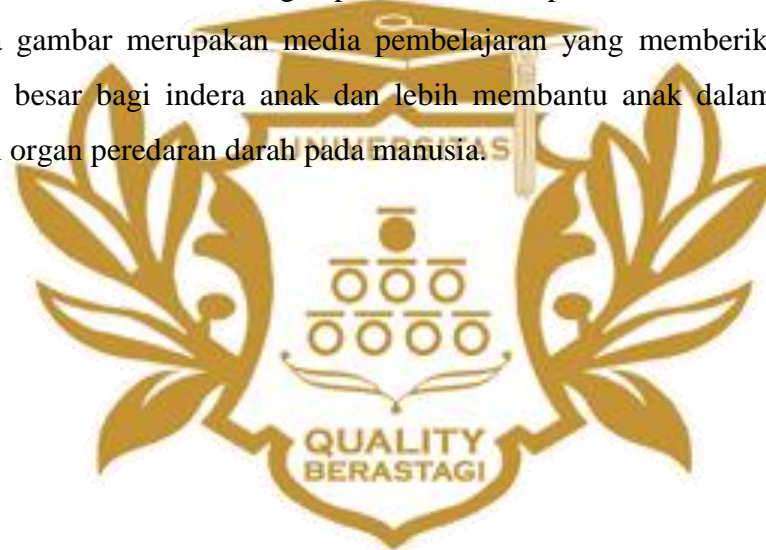 gambar merupakan media pembelajaran yang memberik
besar bagi indera anak dan lebih membantu anak dalam
organ peredaran darah pada manusia.
UNIVERSITAS
QUALITY
BERASTAGI